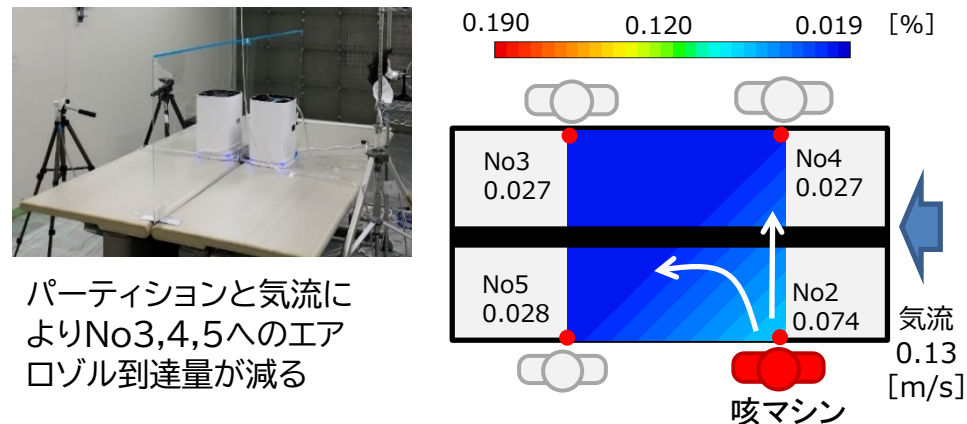 0.190 0.120 0.019 [%]
No3
0.027
No4
0.027
No5
0.028
No2
0.074
気流
0.13
[m/s]
咳マシン
パーティションと気流に
よりNo3,4,5へのエア
ロゾル到達量が減る